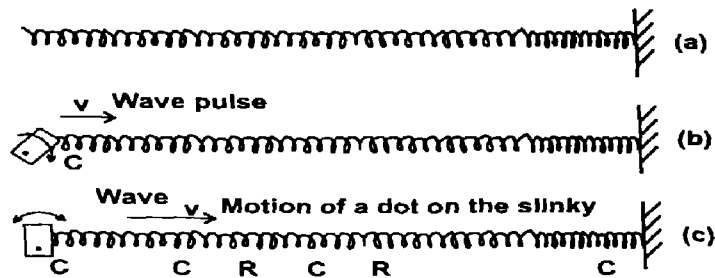 (a)
v Wave pulse
C (b)
Wave v Motion of a dot on the slinky
(c)
C C R C R C